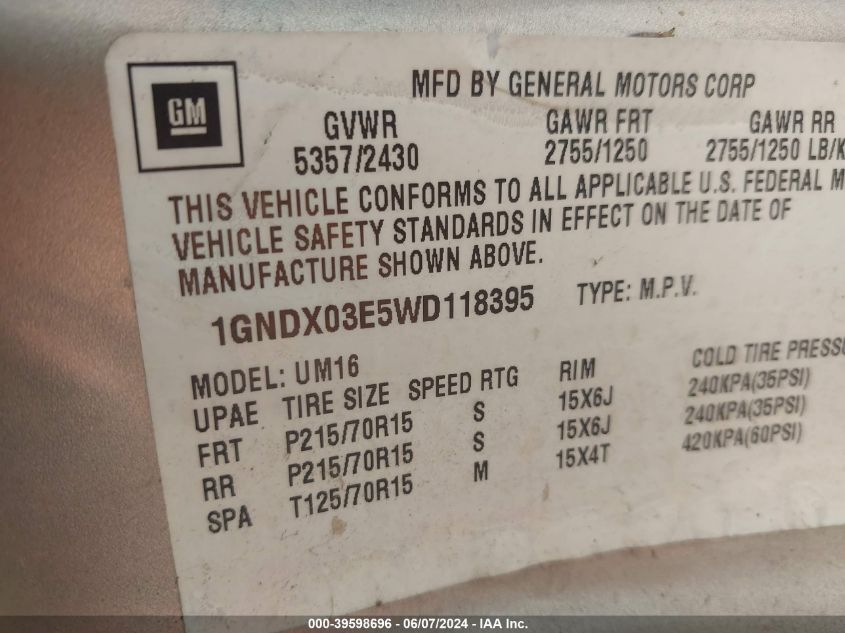 GM
MFD BY GENERAL MOTORS CORP
GVWR GAWR FRT GAWR RR
5357/2430 2755/1250 2755/1250 LB/K
THIS VEHICLE CONFORMS TO ALL APPLICABLE U.S. FEDERAL M
VEHICLE SAFETY STANDARDS IN EFFECT ON THE DATE OF
MANUFACTURE SHOWN ABOVE.
1GNDX03E5WD118395 TYPE: M.P.V.
MODEL: UM16
UPAE TIRE SIZE SPEED RTG RIM COLD TIRE PRESSU
FRT P215/70R15 S 15X6J 240KPA(35PSI)
RR P215/70R15 S 15X6J 240KPA(35PSI)
SPA T125/70R15 M 15X4T 420KPA(60PSI)
000-39598696 - 06/07/2024 - IAA Inc.